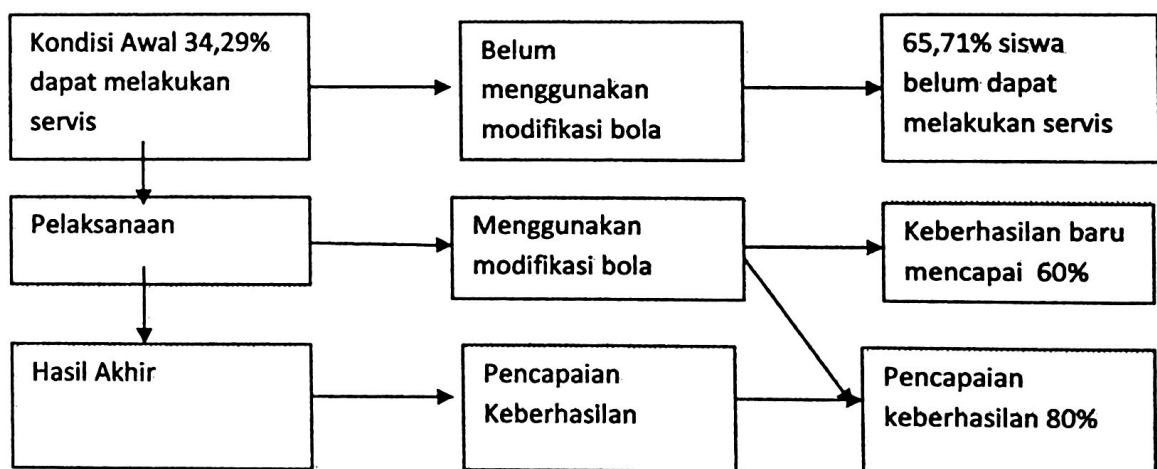 Kondisi Awal 34,29%
dapat melakukan
servis
Belum
menggunakan
modifikasi bola
65,71% siswa
belum dapat
melakukan servis
Pelaksanaan
Menggunakan
modifikasi bola
Keberhasilan baru
mencapai 60%
Hasil Akhir
Pencapaian
Keberhasilan
Pencapaian
keberhasilan 80%